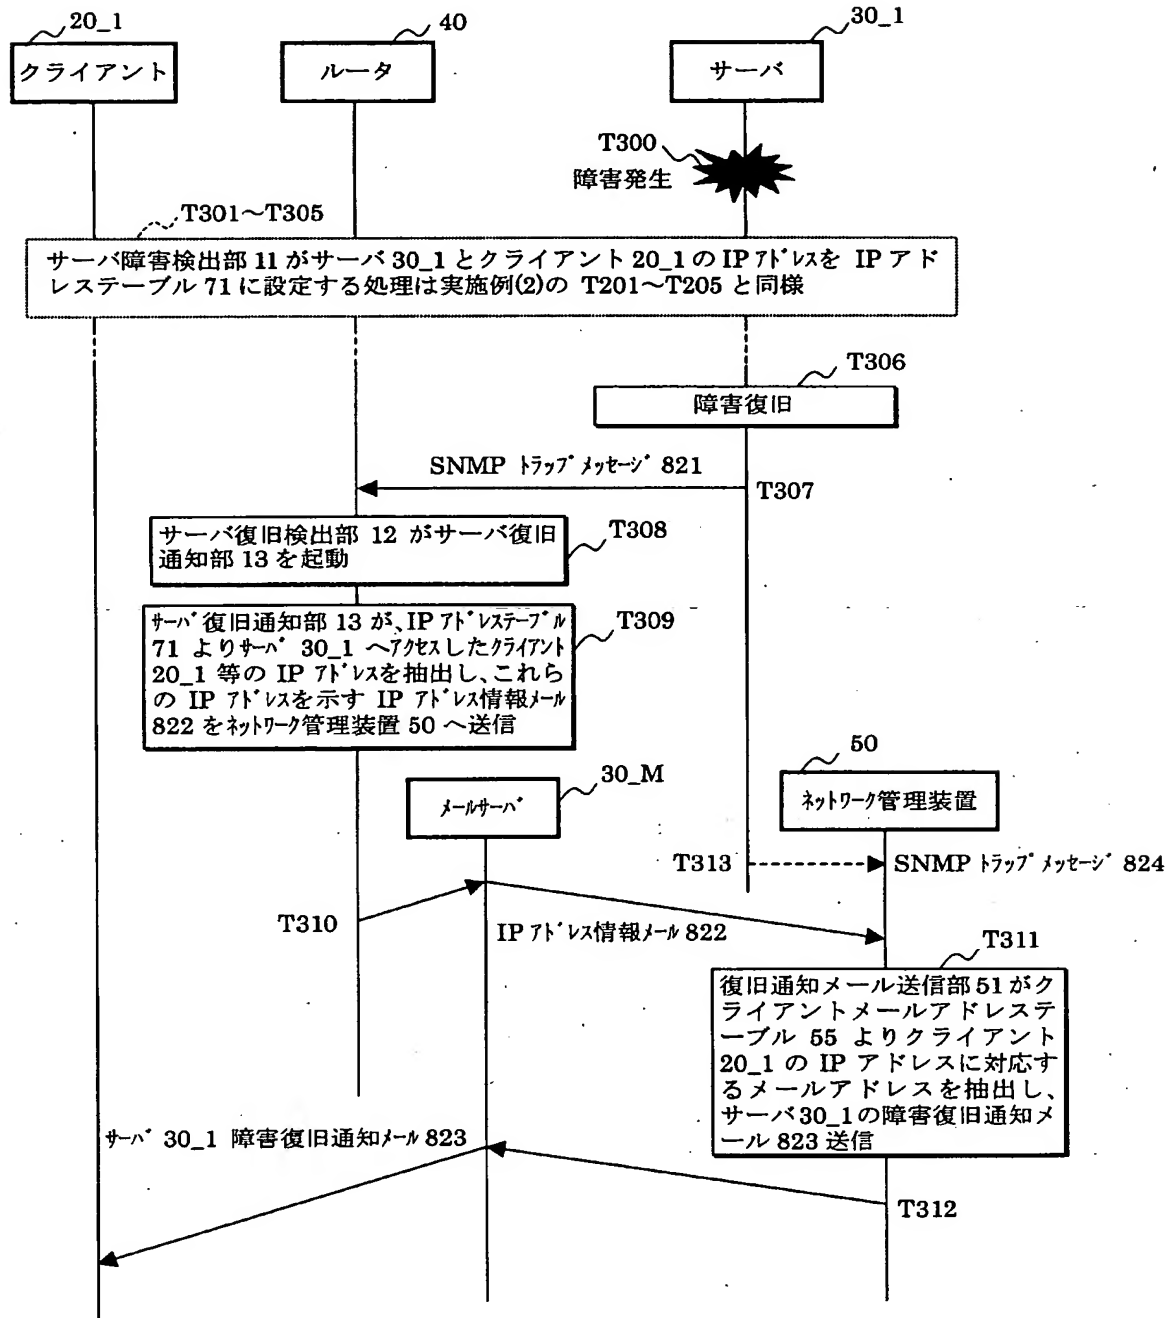 20_1
40
30_1
クライアント
ルータ
サーバ
T300
障害発生
T301～T305
サーバ障害検出部 11 がサーバ 30_1 とクライアント 20_1 の IP ｱﾄﾞﾚｽを IP アド
レステーブル 71 に設定する処理は実施例(2)の T201～T205 と同様
T306
障害復旧
SNMP ﾄﾗｯﾌﾟﾒｯｾｰｼﾞ 821
T307
サーバ復旧検出部 12 がサーバ復旧
通知部 13 を起動
T308
ｻｰﾊﾞ復旧通知部 13 が、IP ｱﾄﾞﾚｽﾃｰﾌﾞﾙ
71 よりｻｰﾊﾞ 30_1 へｱｸｾｽしたｸﾗｲｱﾝﾄ
20_1 等の IP ｱﾄﾞﾚｽを抽出し、これら
の IP ｱﾄﾞﾚｽを示す IP ｱﾄﾞﾚｽ情報ﾒｰﾙ
822 をﾈｯﾄﾜｰｸ管理装置 50 へ送信
T309
30_M
50
ﾒｰﾙｻｰﾊﾞ
ﾈｯﾄﾜｰｸ管理装置
T313
SNMP ﾄﾗｯﾌﾟﾒｯｾｰｼﾞ 824
T310
IP ｱﾄﾞﾚｽ情報ﾒｰﾙ 822
T311
復旧通知メール送信部 51 がク
ライアントメールアドレステ
ーブル 55 よりクライアント
20_1 の IP アドレスに対応す
るメールアドレスを抽出し、
サーバ30_1の障害復旧通知メ
ール 823 送信
ｻｰﾊﾞ 30_1 障害復旧通知ﾒｰﾙ 823
T312